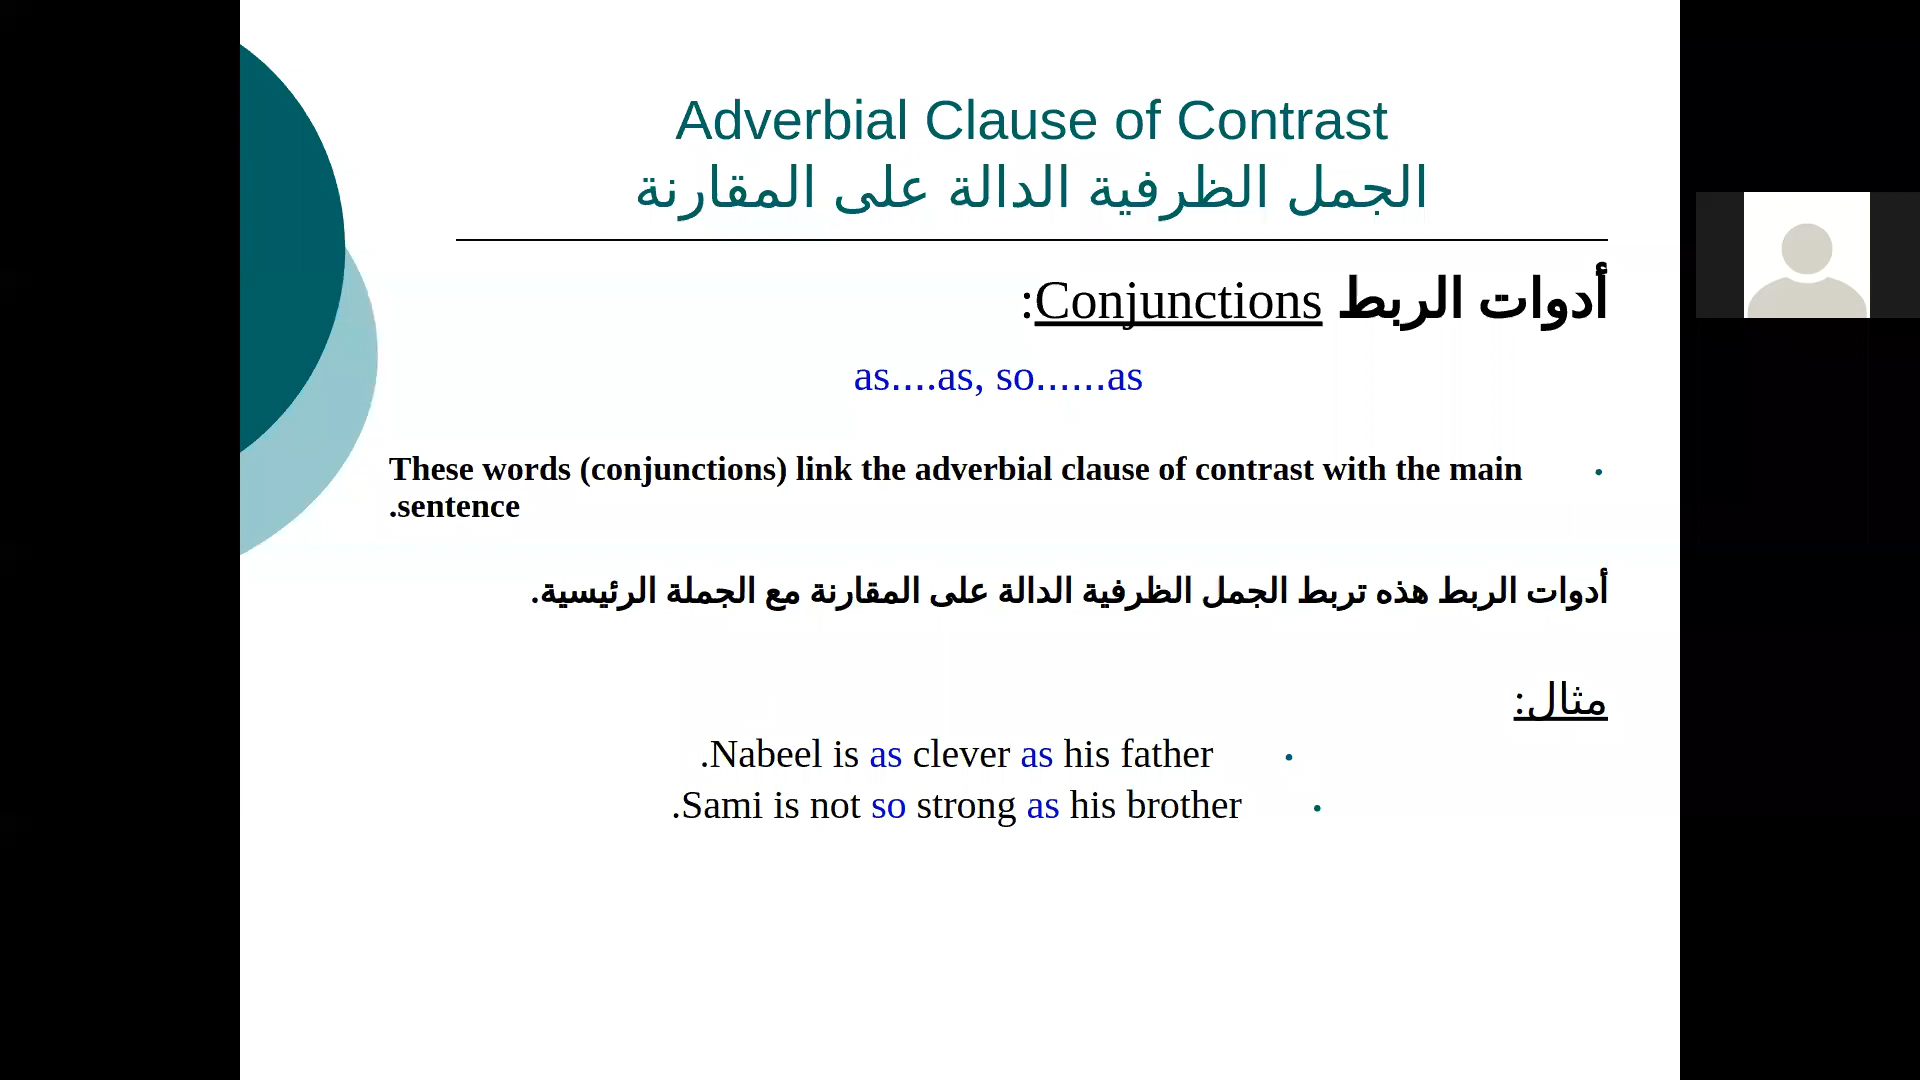 Adverbial Clause of Contrast
الجمل الظرفية الدالة على المقارنة
أدوات الربط Conjunctions:
as....as, so......as
• These words (conjunctions) link the adverbial clause of contrast with the main
.sentence
أدوات الربط هذه تربط الجمل الظرفية الدالة على المقارنة مع الجملة الرئيسية.
مثال:
• .Nabeel is as clever as his father
• .Sami is not so strong as his brother